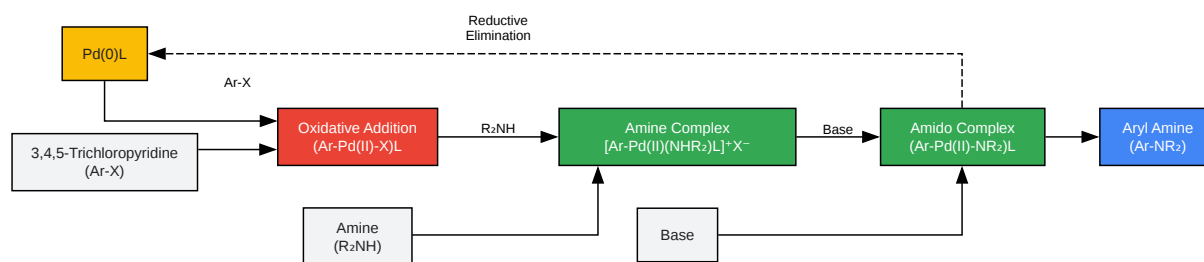 Reductive
Elimination
Pd(0)L
Ar-X
3,4,5-Trichloropyridine
(Ar-X)
Oxidative Addition
(Ar-Pd(II)-X)L
R₂NH
Amine Complex
[Ar-Pd(II)(NHR₂)L]⁺X⁻
Base
Amido Complex
(Ar-Pd(II)-NR₂)L
Aryl Amine
(Ar-NR₂)
Amine
(R₂NH)
Base